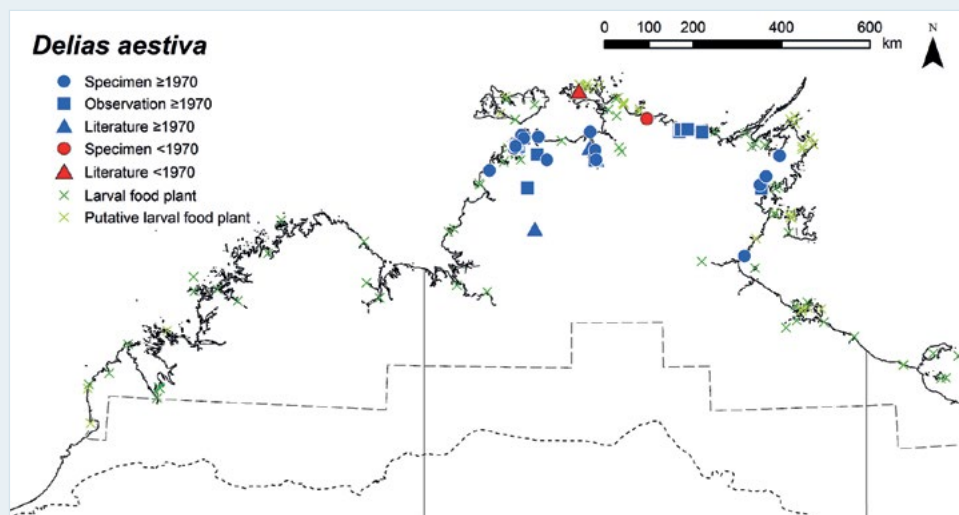 Delias aestiva
Specimen ≥1970
Observation ≥1970
Literature ≥1970
Specimen <1970
Literature <1970
Larval food plant
Putative larval food plant
0 100 200 400 600
km
N